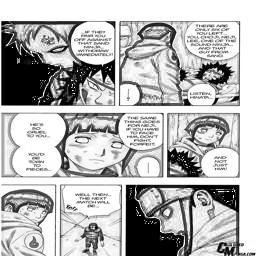 IF THEY
PAIR YOU
OFF AGAINST
THAT SAND
NINJA,
WITHDRAW
IMMEDIATELY!
THERE ARE
ONLY SIX OF
YOU LEFT.
YOU, CHOJI, NEJI,
LEE, ONE OF THE
SOUND NINJA...
AND THAT
GUY FROM
SAND.
LISTEN,
HINATA...
HE'S
SO CRUEL
TO YOU...
YOU'D
BE
TORN
TO
PIECES...
THE SAME
THING GOES
FOR NEJI.
IF YOU HAVE
TO FACE
HIM, DON'T
FIGHT.
FORFEIT.
AND
NOT
JUST
HIM!
WELL THEN...
THE NEXT
MATCH WILL
BE...